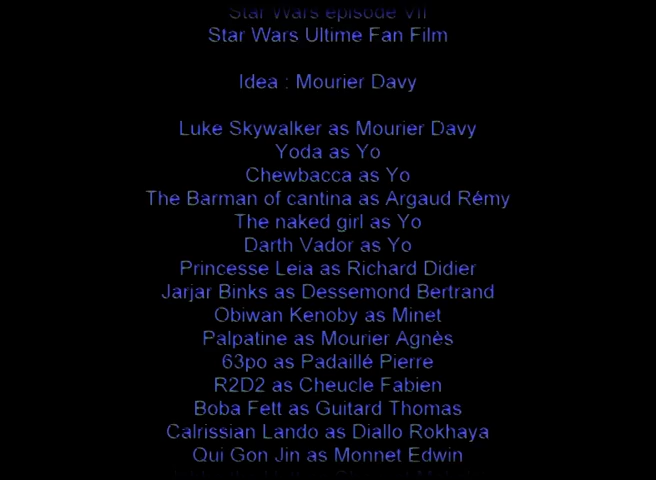 Star Wars episode VII
Star Wars Ultime Fan Film
Idea : Mourier Davy
Luke Skywalker as Mourier Davy
Yoda as Yo
Chewbacca as Yo
The Barman of cantina as Argaud Rémy
The naked girl as Yo
Darth Vador as Yo
Princesse Leia as Richard Didier
Jarjar Binks as Dessemond Bertrand
Obiwan Kenoby as Minet
Palpatine as Mourier Agnès
63po as Padaillé Pierre
R2D2 as Cheucle Fabien
Boba Fett as Guitard Thomas
Calrissian Lando as Diallo Rokhaya
Qui Gon Jin as Monnet Edwin